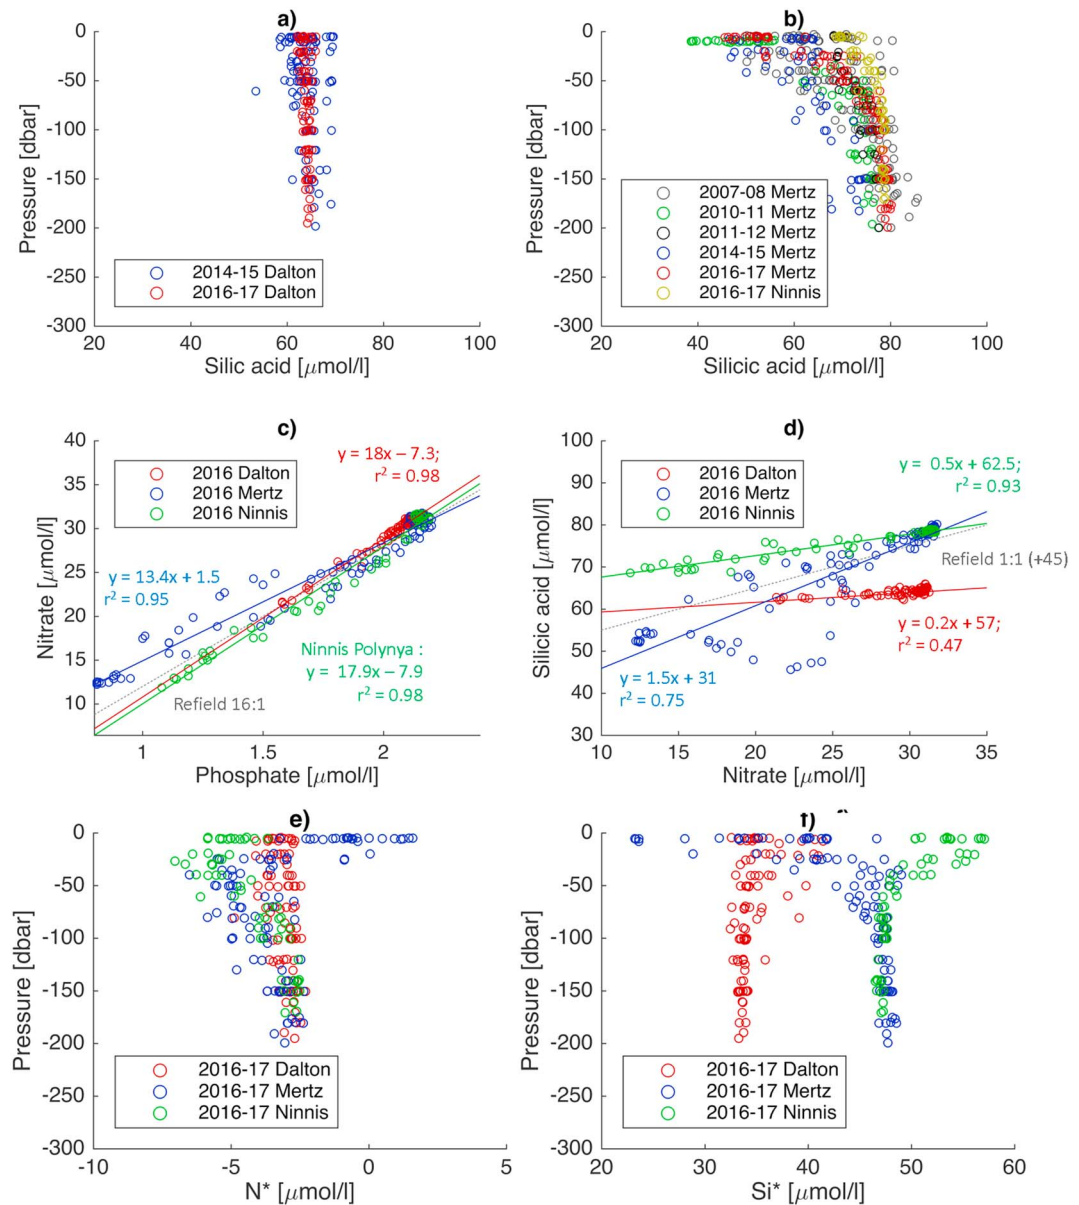 a)
0
-50
-100
-150
-200
-250
-300
Pressure [dbar]
2014-15 Dalton
2016-17 Dalton
20 40 60 80 100
Silic acid [μmol/l]
b)
0
-50
-100
-150
-200
-250
-300
Pressure [dbar]
2007-08 Mertz
2010-11 Mertz
2011-12 Mertz
2014-15 Mertz
2016-17 Mertz
2016-17 Ninnis
20 40 60 80 100
Silicic acid [μmol/l]
c)
40
35
30
25
20
15
10
Nitrate [μmol/l]
2016 Dalton
2016 Mertz
2016 Ninnis
y = 18x – 7.3;
r² = 0.98
y = 13.4x + 1.5
r² = 0.95
Ninnis Polynya :
y = 17.9x – 7.9
r² = 0.98
Refield 16:1
1 1.5 2
Phosphate [μmol/l]
d)
100
90
80
70
60
50
40
30
Silicic acid [μmol/l]
2016 Dalton
2016 Mertz
2016 Ninnis
y = 0.5x + 62.5;
r² = 0.93
Refield 1:1 (+45)
y = 0.2x + 57;
r² = 0.47
y = 1.5x + 31
r² = 0.75
10 15 20 25 30 35
Nitrate [μmol/l]
e)
0
-50
-100
-150
-200
-250
-300
Pressure [dbar]
2016-17 Dalton
2016-17 Mertz
2016-17 Ninnis
-10 -5 0 5
N* [μmol/l]
f)
0
-50
-100
-150
-200
-250
-300
Pressure [dbar]
2016-17 Dalton
2016-17 Mertz
2016-17 Ninnis
20 30 40 50 60
Si* [μmol/l]